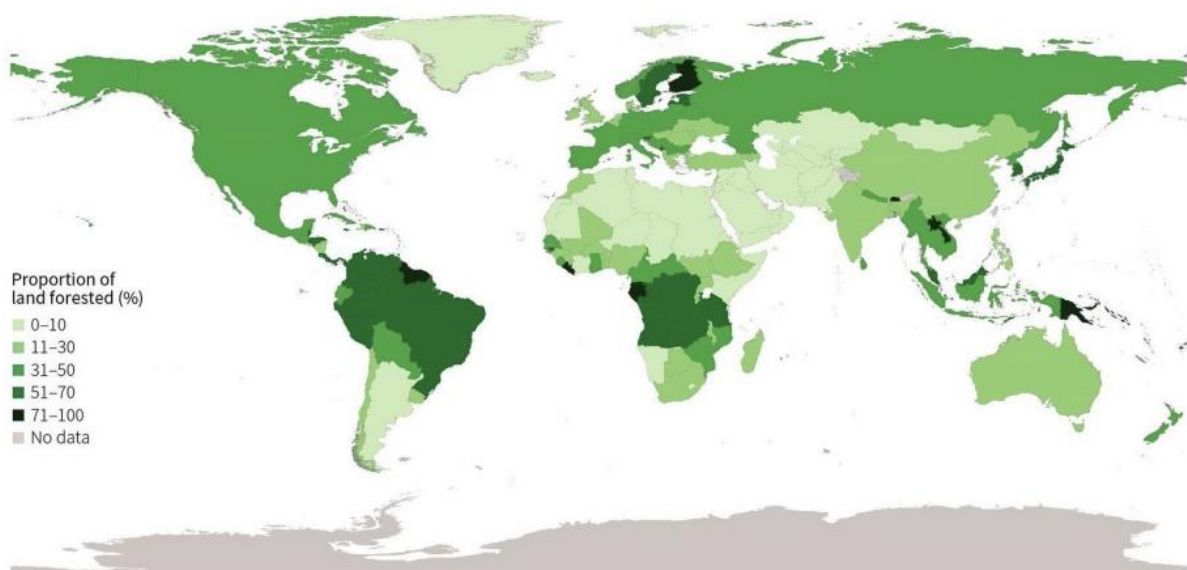 Proportion of
land forested (%)
0–10
11–30
31–50
51–70
71–100
No data